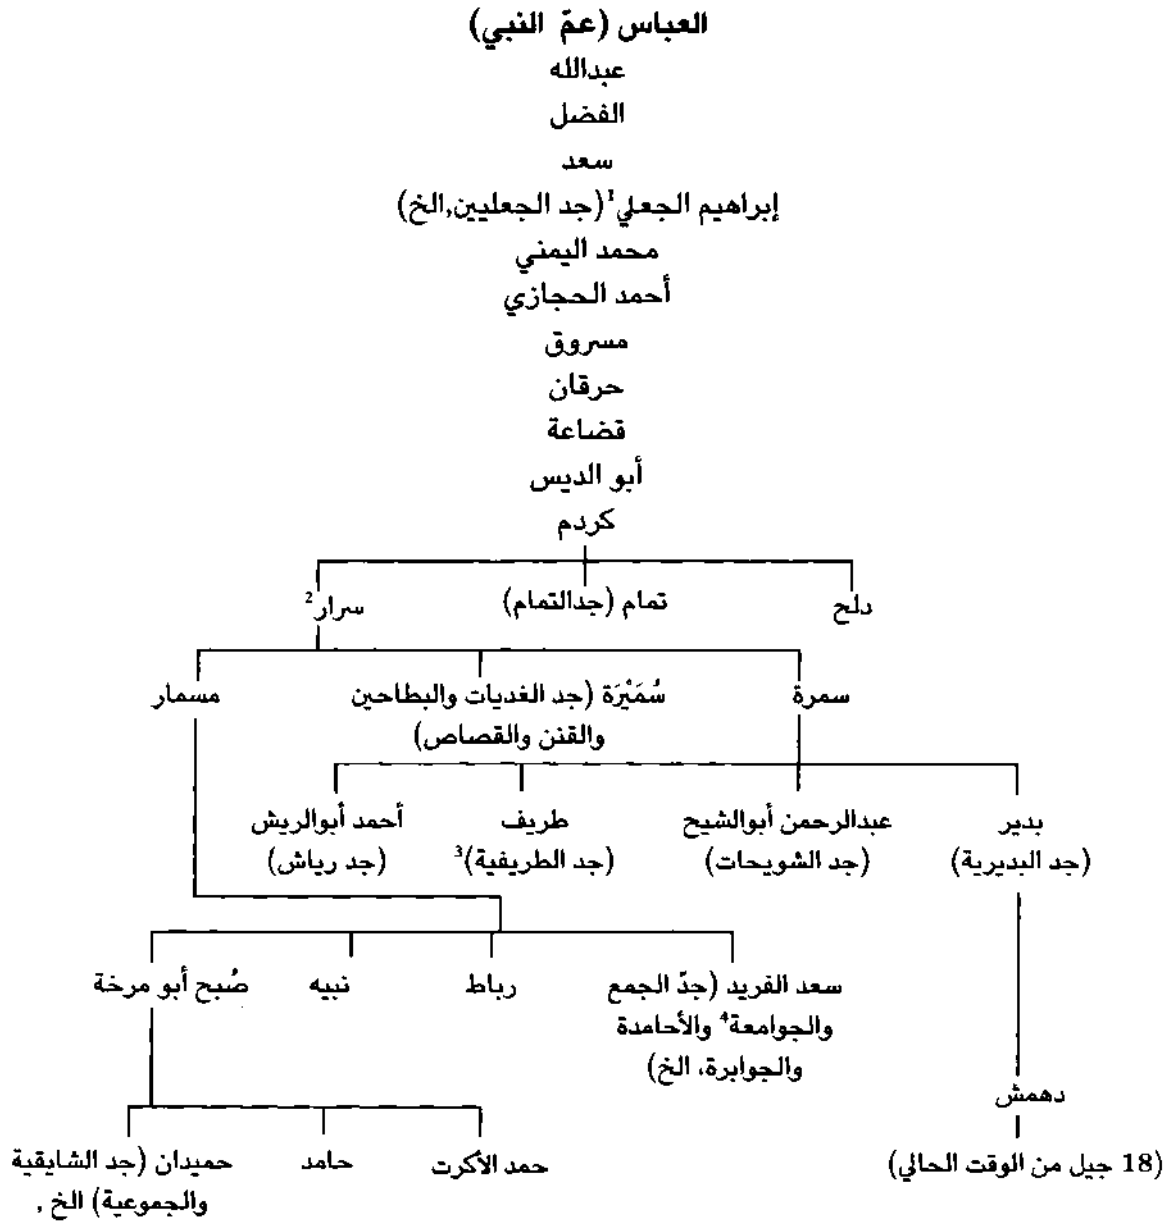 العباس (عمّ النبي)
عبدالله
الفضل
سعد
إبراهيم الجعلي¹(جد الجعليين,الخ)
محمد اليمني
أحمد الحجازي
مسروق
حرقان
قضاعة
أبو الديس
كردم
دلح
تمام (جدالتمام)
سرار²
سمرة
سُمَيْرَة (جد الغديات والبطاحين
والقنن والقصاص)
مسمار
بدير
(جد البديرية)
عبدالرحمن أبوالشيح
(جد الشويحات)
طريف
(جد الطريفية)³
أحمد أبوالريش
(جد رياش)
سعد الفريد (جدّ الجمع
والجوامعة⁴ والأحامدة
والجوابرة، الخ)
رباط
نبيه
صُبح أبو مرخة
دهمش
(18 جيل من الوقت الحالي)
حمد الأكرت
حامد
حميدان (جد الشايقية
والجموعية) الخ ,